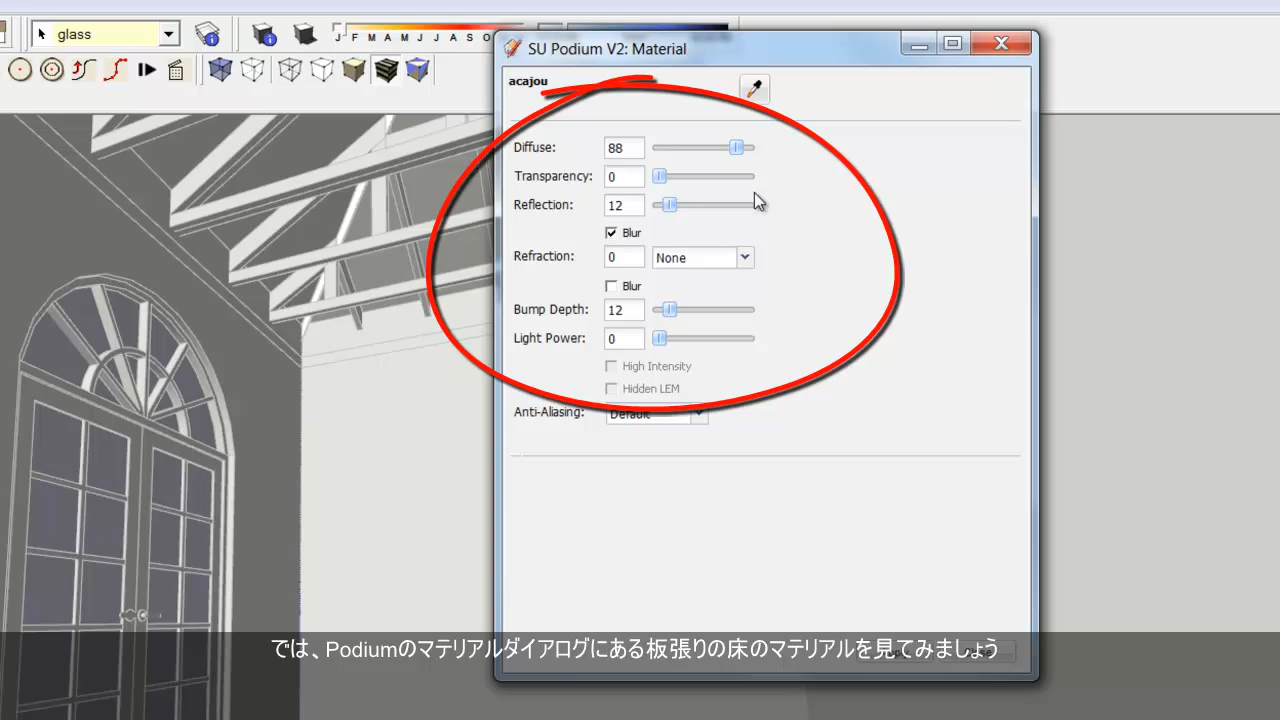 glass
J F M A M J J A S O
SU Podium V2: Material
acajou
Diffuse: 88
Transparency: 0
Reflection: 12
Blur
Refraction: 0 None
Blur
Bump Depth: 12
Light Power: 0
High Intensity
Hidden LEM
Anti-Aliasing: Default
では、Podiumのマテリアルダイアログにある板張りの床のマテリアルを見てみましょう